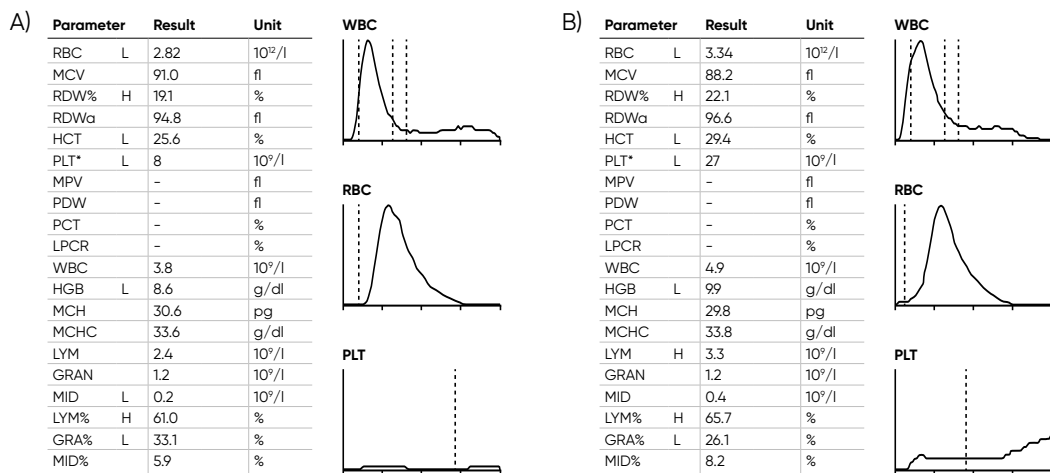 A)
Parameter Result Unit
RBC L 2.82 10¹²/l
MCV 91.0 fl
RDW% H 19.1 %
RDWa 94.8 fl
HCT L 25.6 %
PLT* L 8 10⁹/l
MPV - fl
PDW - fl
PCT - %
LPCR - %
WBC 3.8 10⁹/l
HGB L 8.6 g/dl
MCH 30.6 pg
MCHC 33.6 g/dl
LYM 2.4 10⁹/l
GRAN 1.2 10⁹/l
MID L 0.2 10⁹/l
LYM% H 61.0 %
GRA% L 33.1 %
MID% 5.9 %
WBC
RBC
PLT
B)
Parameter Result Unit
RBC L 3.34 10¹²/l
MCV 88.2 fl
RDW% H 22.1 %
RDWa 96.6 fl
HCT L 29.4 %
PLT* L 27 10⁹/l
MPV - fl
PDW - fl
PCT - %
LPCR - %
WBC 4.9 10⁹/l
HGB L 9.9 g/dl
MCH 29.8 pg
MCHC 33.8 g/dl
LYM H 3.3 10⁹/l
GRAN 1.2 10⁹/l
MID 0.4 10⁹/l
LYM% H 65.7 %
GRA% L 26.1 %
MID% 8.2 %
WBC
RBC
PLT